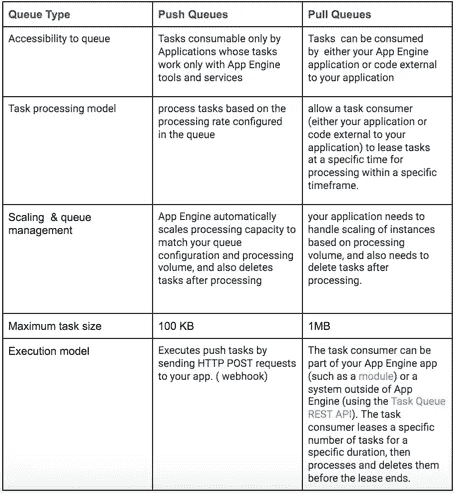 Queue Type
Push Queues
Pull Queues
Accessibility to queue
Tasks consumable only by
Applications whose tasks
work only with App Engine
tools and services
Tasks can be consumed
by either your App Engine
application or code external
to your application
Task processing model
process tasks based on the
processing rate configured
in the queue
allow a task consumer
(either your application or
code external to your
application) to lease tasks
at a specific time for
processing within a specific
timeframe.
Scaling & queue
management
App Engine automatically
scales processing capacity to
match your queue
configuration and processing
volume, and also deletes
tasks after processing
your application needs to
handle scaling of instances
based on processing
volume, and also needs to
delete tasks after
processing.
Maximum task size
100 KB
1MB
Execution model
Executes push tasks by
sending HTTP POST requests
to your app. ( webhook)
The task consumer can be
part of your App Engine app
(such as a module) or a
system outside of App
Engine (using the Task Queue
REST API). The task
consumer leases a specific
number of tasks for a
specific duration, then
processes and deletes them
before the lease ends.